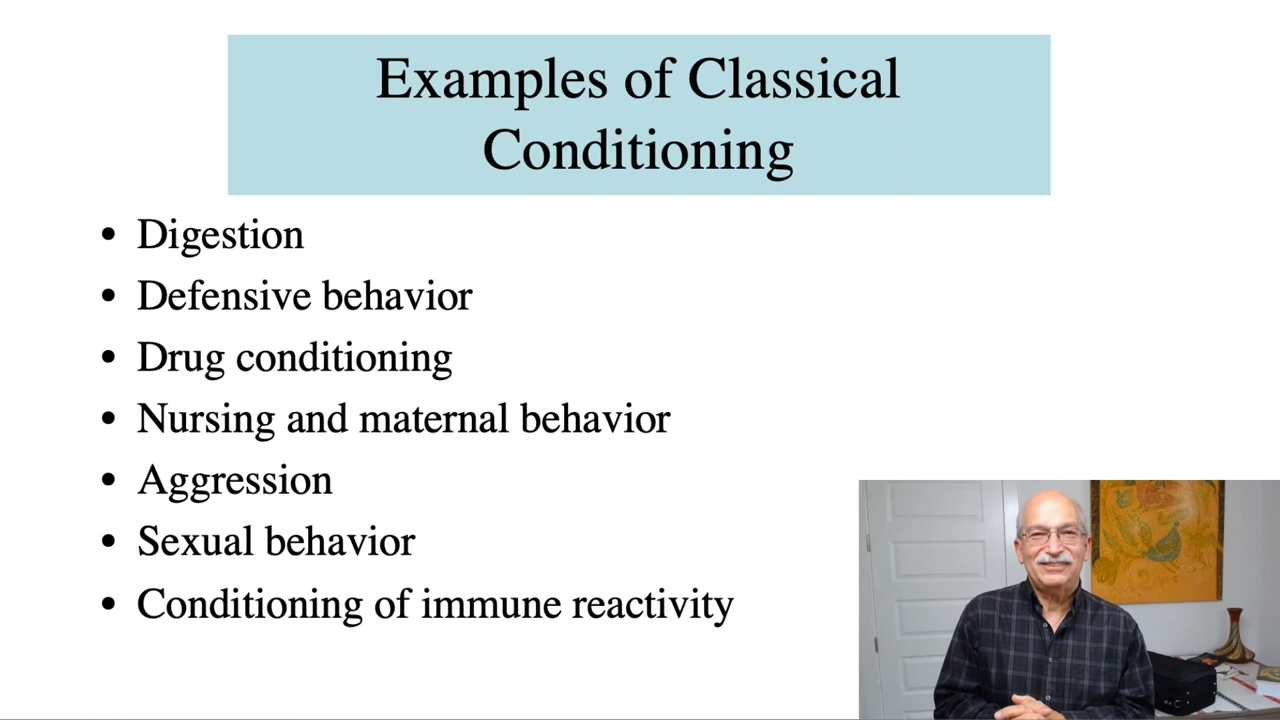 Examples of Classical
Conditioning
• Digestion
• Defensive behavior
• Drug conditioning
• Nursing and maternal behavior
• Aggression
• Sexual behavior
• Conditioning of immune reactivity